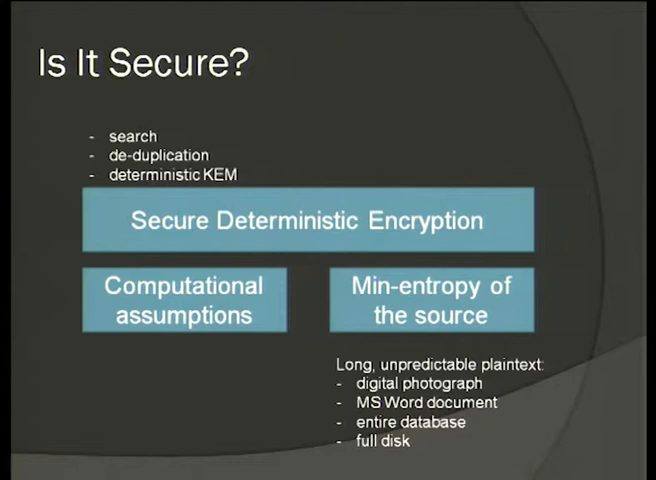 Is It Secure?
- search
- de-duplication
- deterministic KEM
Secure Deterministic Encryption
Computational
assumptions
Min-entropy of
the source
Long, unpredictable plaintext:
- digital photograph
- MS Word document
- entire database
- full disk